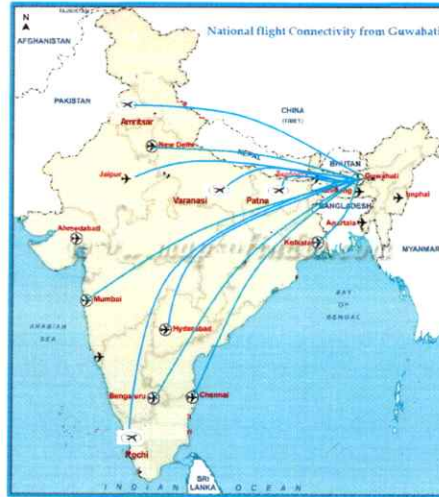 N
National flight Connectivity from Guwahati
AFGHANISTAN
PAKISTAN
CHINA
(TIBET)
Amritsar
New Delhi
NEPAL
BHUTAN
Guwahati
Jaipur
Varanasi
Patna
Imphal
BANGLADESH
Agartala
Ahmedabad
Kolkata
MYANMAR
Mumbai
BAY
OF
BENGAL
ARABIAN
SEA
Hyderabad
Bengaluru
Chennai
Kochi
SRI
LANKA
INDIAN OCEAN